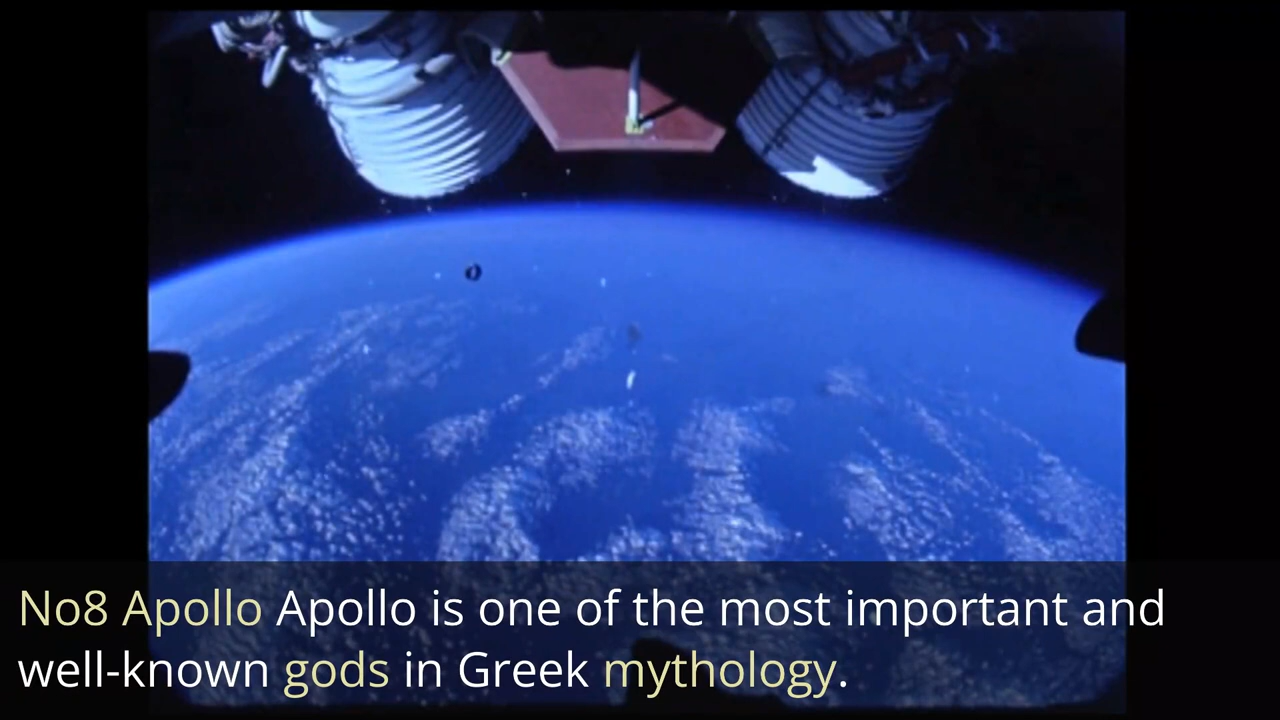 No8 Apollo Apollo is one of the most important and
well-known gods in Greek mythology.